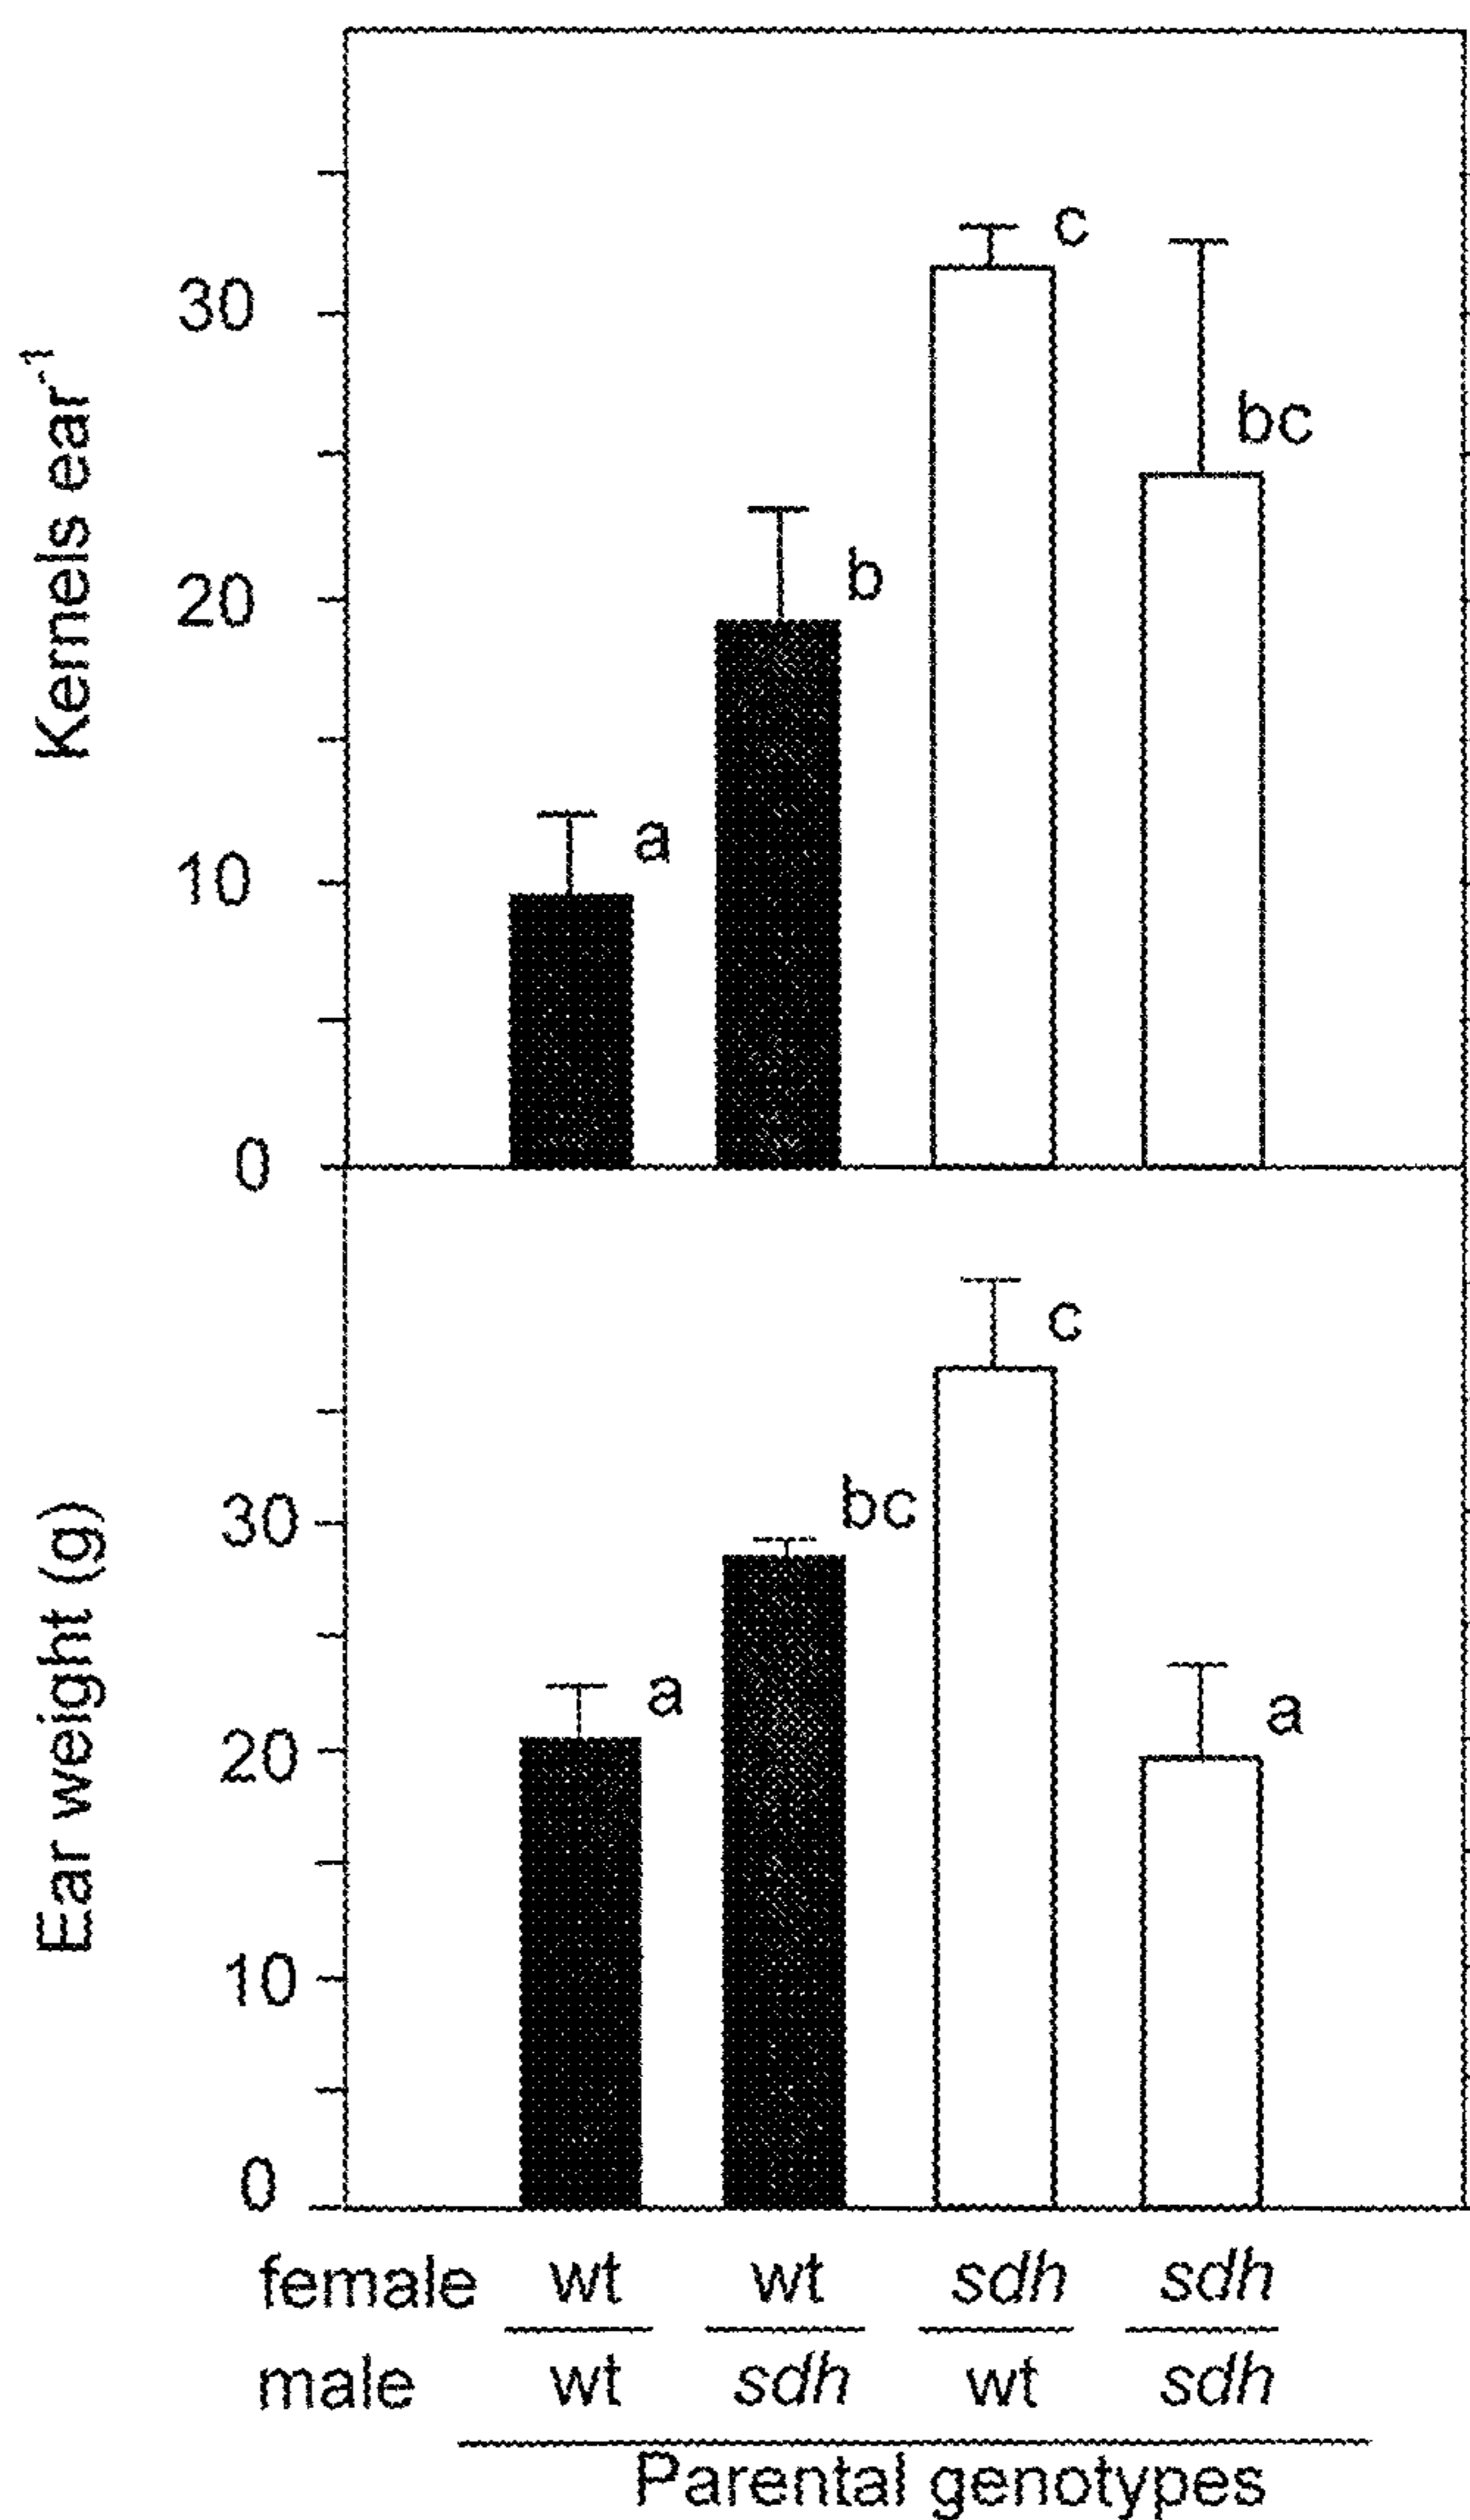 Kernels ear⁻¹
30
20
10
0
c
bc
b
a
Ear weight (g)
30
20
10
0
c
bc
a
a
female wt wt sdh sdh
male wt sdh wt sdh
Parental genotypes